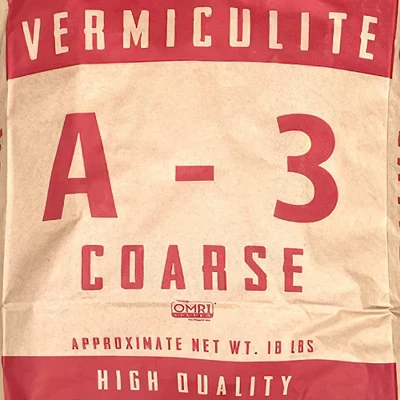 VERMICULITE
A - 3
COARSE
OMRI
APPROXIMATE NET WT. 18 LBS
HIGH QUALITY